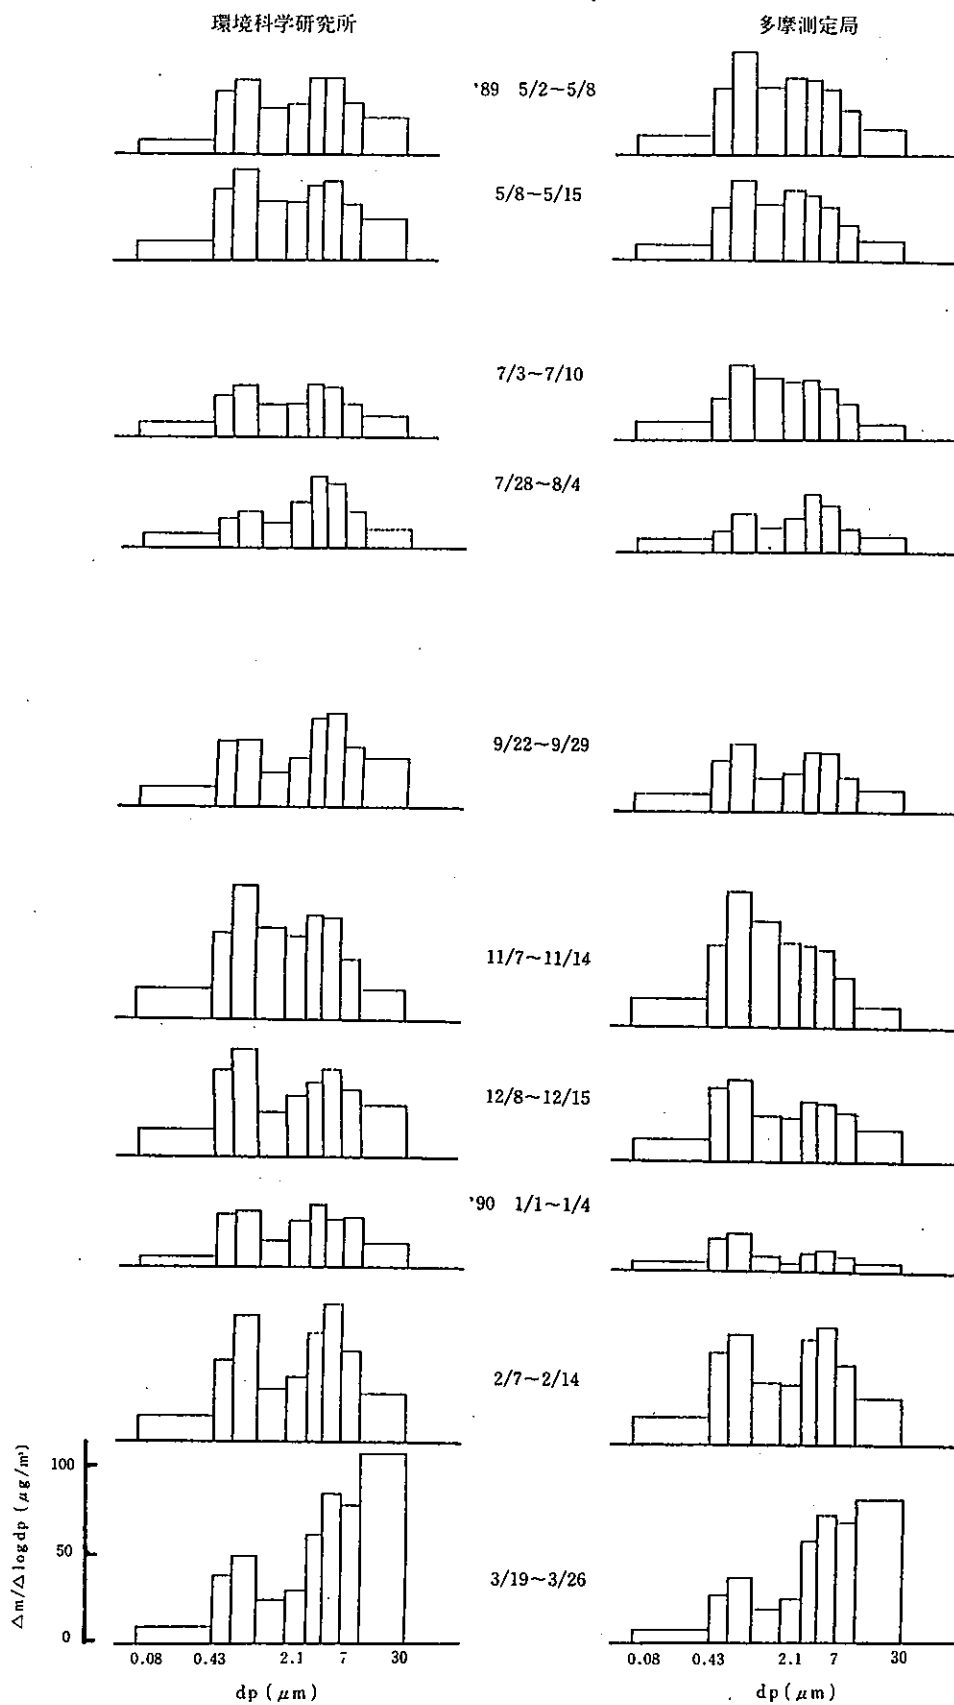 環境科学研究所
多摩測定局
'89 5/2~5/8
5/8~5/15
7/3~7/10
7/28~8/4
9/22~9/29
11/7~11/14
12/8~12/15
'90 1/1~1/4
2/7~2/14
3/19~3/26
Δm/Δlogdp (μg/m³)
100
50
0
0.08 0.43 2.1 7 30
dp (μm)
0.08 0.43 2.1 7 30
dp (μm)